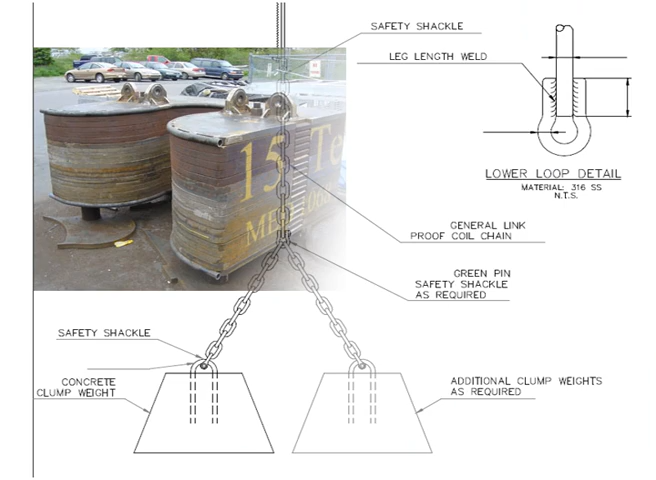 SAFETY SHACKLE
LEG LENGTH WELD
LOWER LOOP DETAIL
MATERIAL: 316 SS
N.T.S.
15 Te
GENERAL LINK
PROOF COIL CHAIN
GREEN PIN
SAFETY SHACKLE
AS REQUIRED
SAFETY SHACKLE
CONCRETE
CLUMP WEIGHT
ADDITIONAL CLUMP WEIGHTS
AS REQUIRED